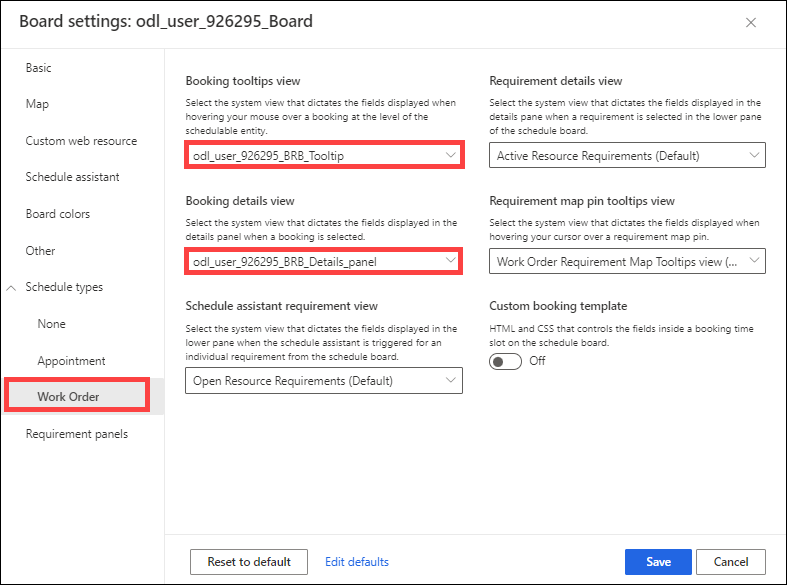 Board settings: odl_user_926295_Board
Basic
Map
Custom web resource
Schedule assistant
Board colors
Other
Schedule types
None
Appointment
Work Order
Requirement panels
Booking tooltips view
Select the system view that dictates the fields displayed when
hovering your mouse over a booking at the level of the
schedulable entity.
odl_user_926295_BRB_Tooltip
Booking details view
Select the system view that dictates the fields displayed in the
details panel when a booking is selected.
odl_user_926295_BRB_Details_panel
Schedule assistant requirement view
Select the system view that dictates the fields displayed in the
lower pane when the schedule assistant is triggered for an
individual requirement from the schedule board.
Open Resource Requirements (Default)
Requirement details view
Select the system view that dictates the fields displayed in the
details pane when a requirement is selected in the lower pane
of the schedule board.
Active Resource Requirements (Default)
Requirement map pin tooltips view
Select the system view that dictates the fields displayed when
hovering your cursor over a requirement map pin.
Work Order Requirement Map Tooltips view (...
Custom booking template
HTML and CSS that controls the fields inside a booking time
slot on the schedule board.
Off
Reset to default
Edit defaults
Save
Cancel